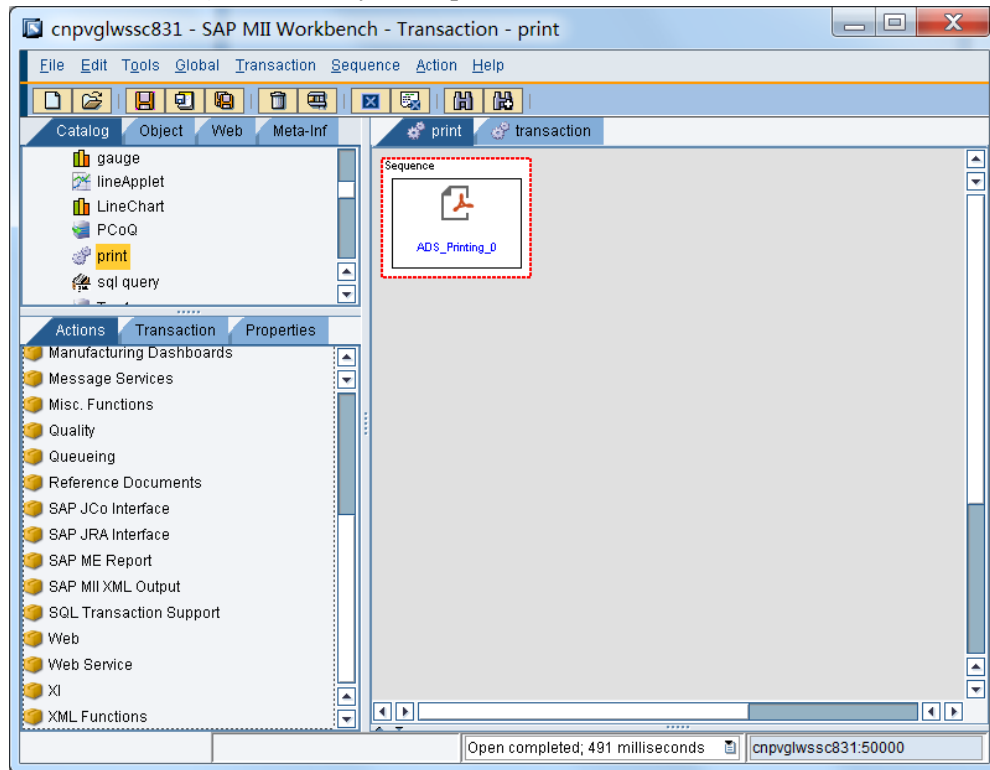 cnpvglwssc831 - SAP MII Workbench - Transaction - print
File Edit Tools Global Transaction Sequence Action Help
Catalog Object Web Meta-Inf
print transaction
gauge
lineApplet
LineChart
PCoQ
print
sql query
Sequence
ADS_Printing_0
Actions Transaction Properties
Manufacturing Dashboards
Message Services
Misc. Functions
Quality
Queueing
Reference Documents
SAP JCo Interface
SAP JRA Interface
SAP ME Report
SAP MII XML Output
SQL Transaction Support
Web
Web Service
XI
XML Functions
Open completed; 491 milliseconds
cnpvglwssc831:50000